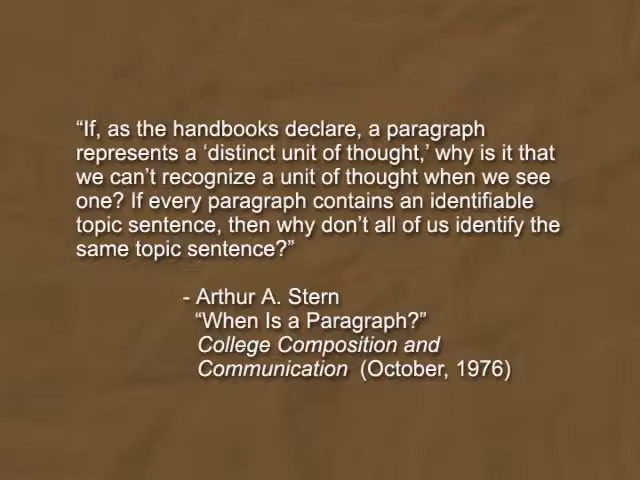 “If, as the handbooks declare, a paragraph
represents a ‘distinct unit of thought,’ why is it that
we can’t recognize a unit of thought when we see
one? If every paragraph contains an identifiable
topic sentence, then why don’t all of us identify the
same topic sentence?”
- Arthur A. Stern
“When Is a Paragraph?”
College Composition and
Communication (October, 1976)